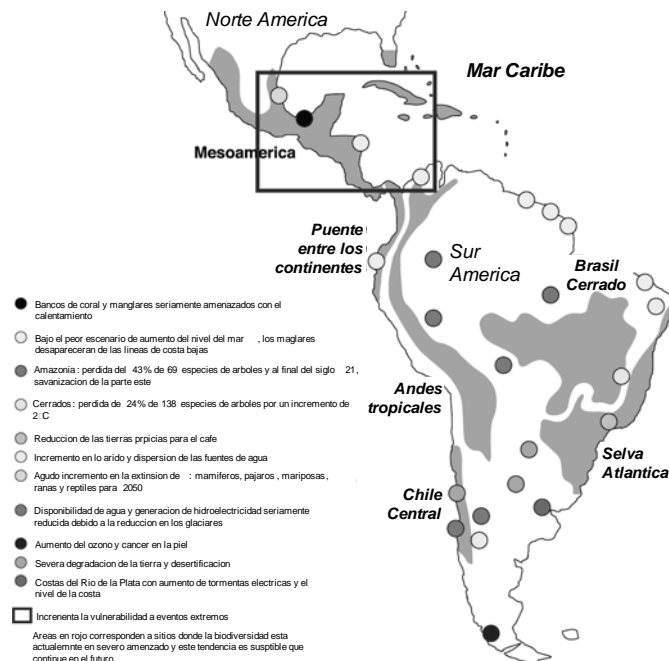 Norte America
Mar Caribe
Mesoamerica
Puente
entre los
continentes
Sur
America
Brasil
Cerrado
Andes
tropicales
Selva
Atlantica
Chile
Central
Bancos de coral y manglares seriamente amenazados con el
calentamiento
Bajo el peor escenario de aumento del nivel del mar , los maglares
desapareceran de las lineas de costa bajas
Amazonia : perdida del 43% de 69 especies de arboles y al final del siglo 21,
savanizacion de la parte este
Cerrados : perdida de 24% de 138 especies de arboles por un incremento de
2□C
Reduccion de las tierras prpicias para el cafe
Incremento en lo arido y dispersion de las fuentes de agua
Agudo incremento en la extinsion de : mamiferos, pajaros , mariposas ,
ranas y reptiles para 2050
Disponibilidad de agua y generacion de hidroelectricidad seriamente
reducida debido a la reduccion en los glaciares
Aumento del ozono y cancer en la piel
Severa degradacion de la tierra y desertificacion
Costas del Rio de la Plata con aumento de tormentas electricas y el
nivel de la costa
Increnenta la vulnerabilidad a eventos extremos
Areas en rojo corresponden a sitios donde la biodiversidad esta
actualemnte en severo amenzado y este tendencia es susptible que
continue en el futuro